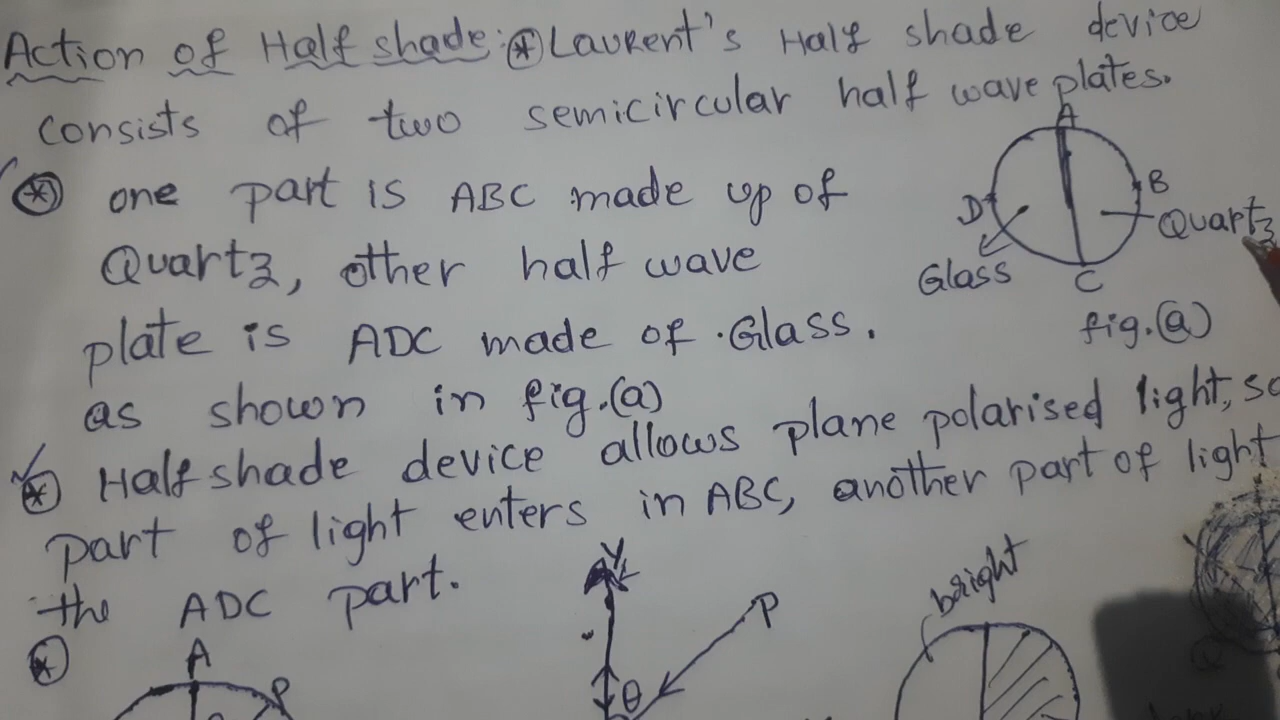 Action of Half shade: * Laurent's Half shade device
consists of two semicircular half wave plates.
* one part is ABC made up of
Quartz, other half wave
plate is ADC made of Glass.
as shown in fig.(a)
A
B
D
Quartz
Glass
C
fig.(a)
* Half shade device allows plane polarised light, so
part of light enters in ABC, another part of light
the ADC part.
*
A
P
Y
P
θ
bright